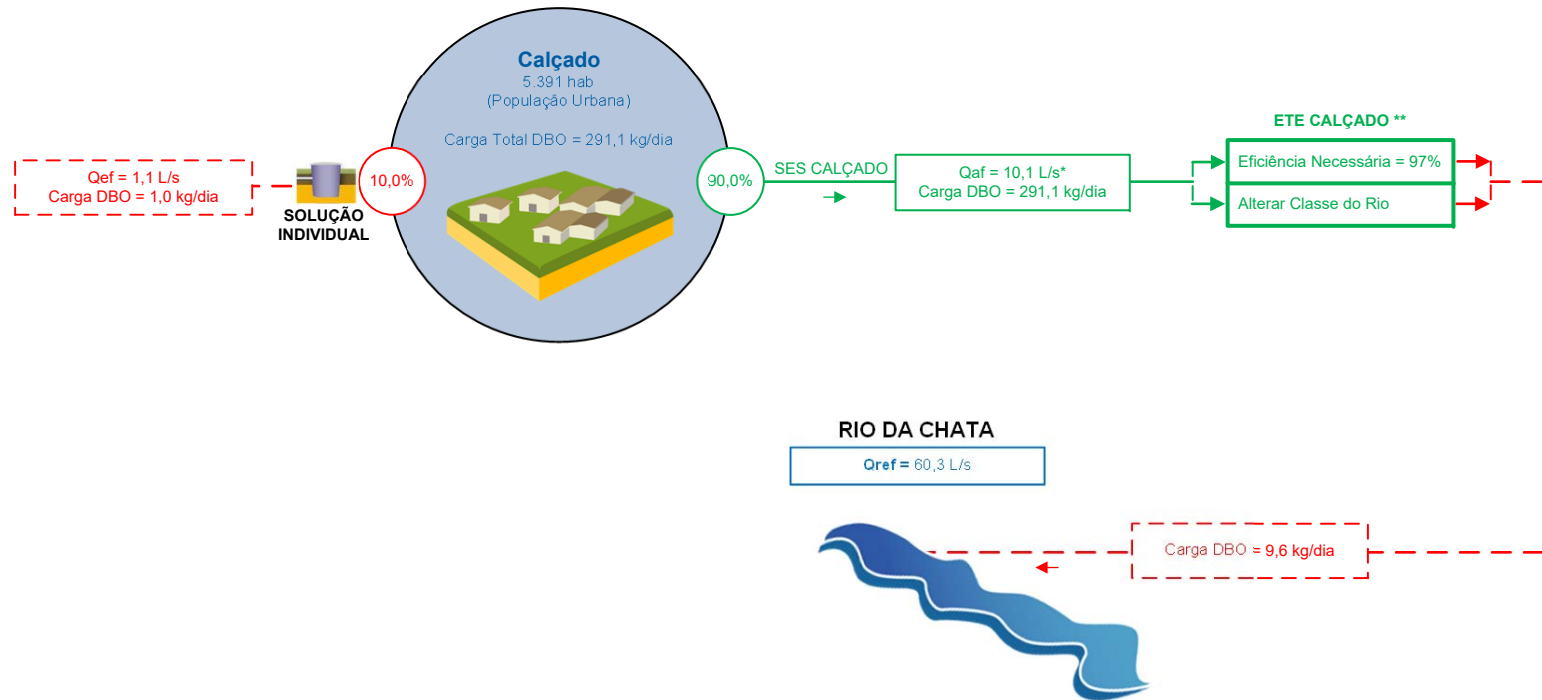 Calçado
5.391 hab
(População Urbana)
Carga Total DBO = 291,1 kg/dia
Qef = 1,1 L/s
Carga DBO = 1,0 kg/dia
SOLUÇÃO
INDIVIDUAL
10,0%
90,0%
SES CALÇADO
Qaf = 10,1 L/s*
Carga DBO = 291,1 kg/dia
ETE CALÇADO **
Eficiência Necessária = 97%
Alterar Classe do Rio
RIO DA CHATA
Qref = 60,3 L/s
Carga DBO = 9,6 kg/dia